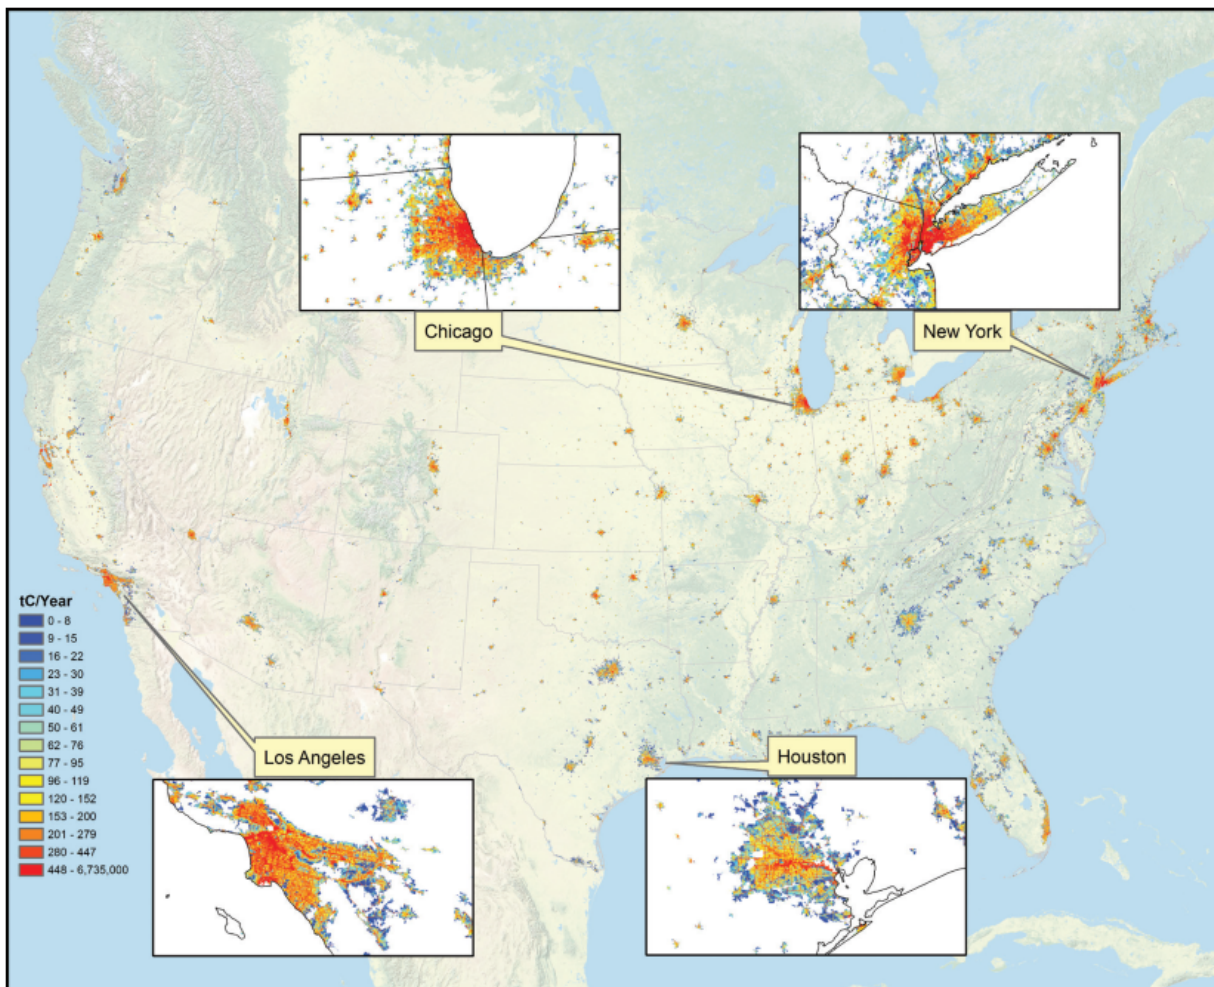 Chicago
New York
tC/Year
0 - 8
9 - 15
16 - 22
23 - 30
31 - 39
40 - 49
50 - 61
62 - 76
77 - 95
96 - 119
120 - 152
153 - 200
201 - 279
280 - 447
448 - 6,735,000
Los Angeles
Houston